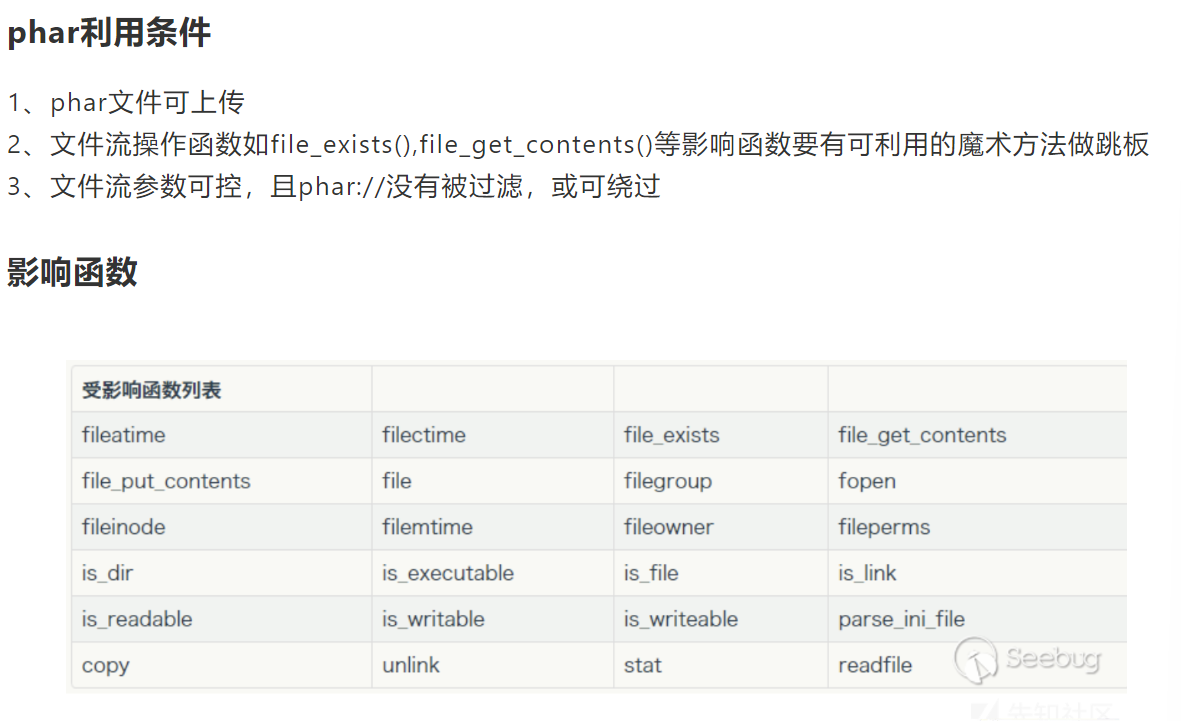 phar利用条件
1、phar文件可上传
2、文件流操作函数如file_exists(),file_get_contents()等影响函数要有可利用的魔术方法做跳板
3、文件流参数可控，且phar://没有被过滤，或可绕过
影响函数
受影响函数列表
fileatime filectime file_exists file_get_contents
file_put_contents file filegroup fopen
fileinode filemtime fileowner fileperms
is_dir is_executable is_file is_link
is_readable is_writable is_writeable parse_ini_file
copy unlink stat readfile
Seebug
先知社区